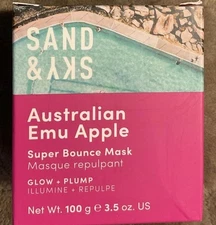 SAND
& SKY
Australian
Emu Apple
Super Bounce Mask
Masque repulpant
GLOW + PLUMP
ILLUMINE + REPULPE
Net Wt. 100 g e 3.5 oz. US